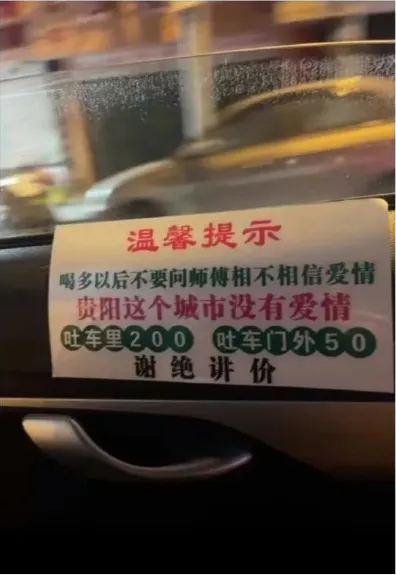 温馨提示
喝多以后不要问师傅相不相信爱情
贵阳这个城市没有爱情
吐车里200 吐车门外50
谢绝讲价